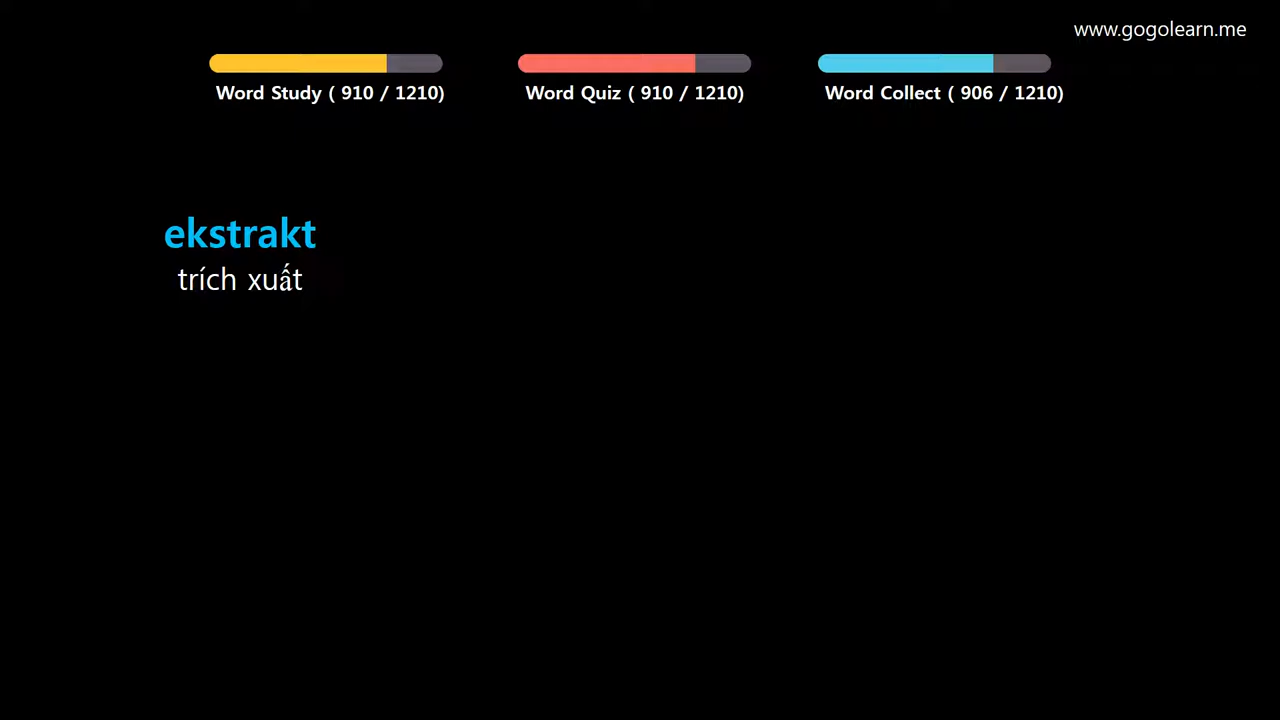 www.gogolearn.me
Word Study ( 910 / 1210)
Word Quiz ( 910 / 1210)
Word Collect ( 906 / 1210)
ekstrakt
trích xuất